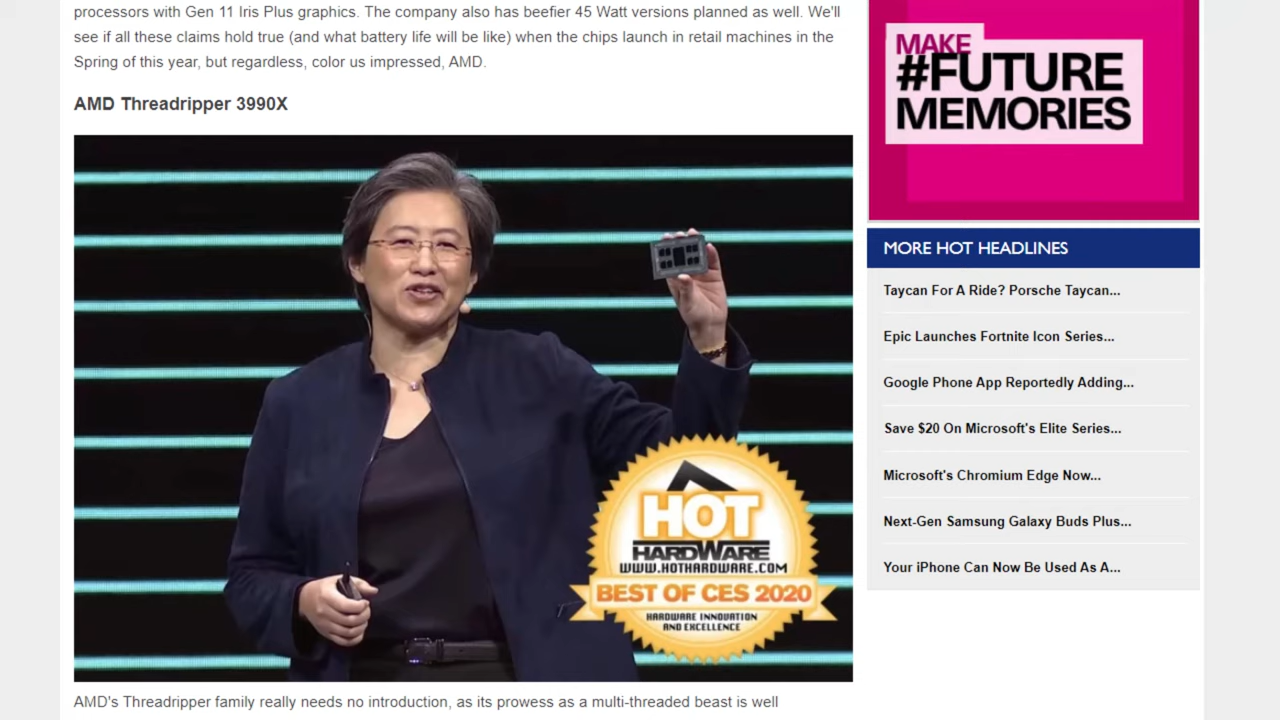 processors with Gen 11 Iris Plus graphics. The company also has beefier 45 Watt versions planned as well. We'll
see if all these claims hold true (and what battery life will be like) when the chips launch in retail machines in the
Spring of this year, but regardless, color us impressed, AMD.
AMD Threadripper 3990X
HOT
HARDWARE
WWW.HOTHARDWARE.COM
BEST OF CES 2020
HARDWARE INNOVATION
AND EXCELLENCE
AMD's Threadripper family really needs no introduction, as its prowess as a multi-threaded beast is well
MAKE
#FUTURE
MEMORIES
MORE HOT HEADLINES
Taycan For A Ride? Porsche Taycan...
Epic Launches Fortnite Icon Series...
Google Phone App Reportedly Adding...
Save $20 On Microsoft's Elite Series...
Microsoft's Chromium Edge Now...
Next-Gen Samsung Galaxy Buds Plus...
Your iPhone Can Now Be Used As A...